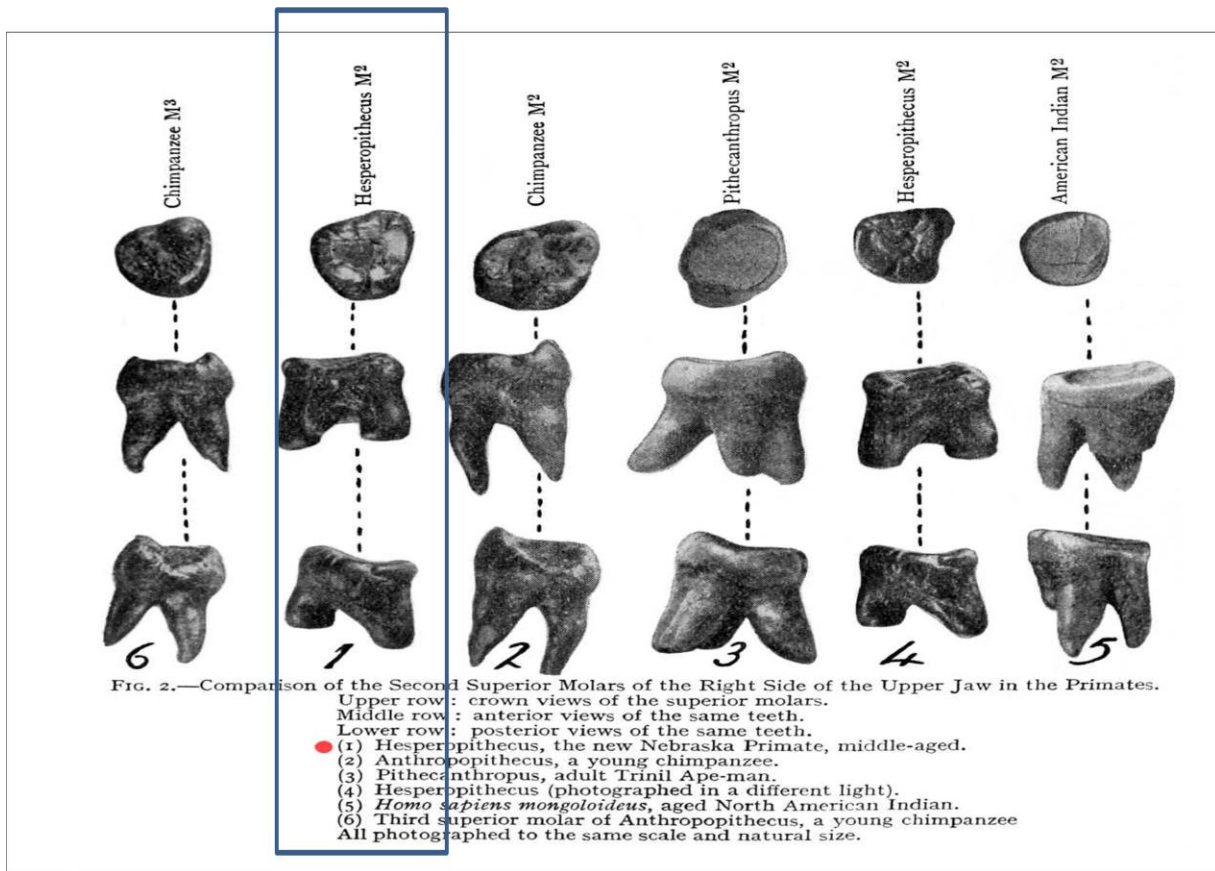 Chimpanzee M³
Hesperopithecus M²
Chimpanzee M²
Pithecanthropus M²
Hesperopithecus M²
American Indian M²
6
1
2
3
4
5
FIG. 2.—Comparison of the Second Superior Molars of the Right Side of the Upper Jaw in the Primates.
Upper row : crown views of the superior molars.
Middle row : anterior views of the same teeth.
Lower row : posterior views of the same teeth.
(1) Hesperopithecus, the new Nebraska Primate, middle-aged.
(2) Anthropopithecus, a young chimpanzee.
(3) Pithecanthropus, adult Trinil Ape-man.
(4) Hesperopithecus (photographed in a different light).
(5) Homo sapiens mongoloideus, aged North American Indian.
(6) Third superior molar of Anthropopithecus, a young chimpanzee
All photographed to the same scale and natural size.